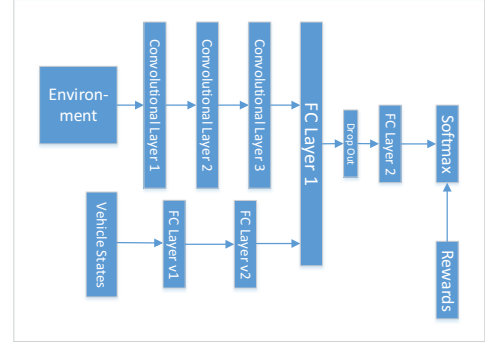 Environ-
ment
Convolutional Layer 1
Convolutional Layer 2
Convolutional Layer 3
FC Layer 1
Drop Out
FC Layer 2
Softmax
Vehicle States
FC Layer v1
FC Layer v2
Rewards